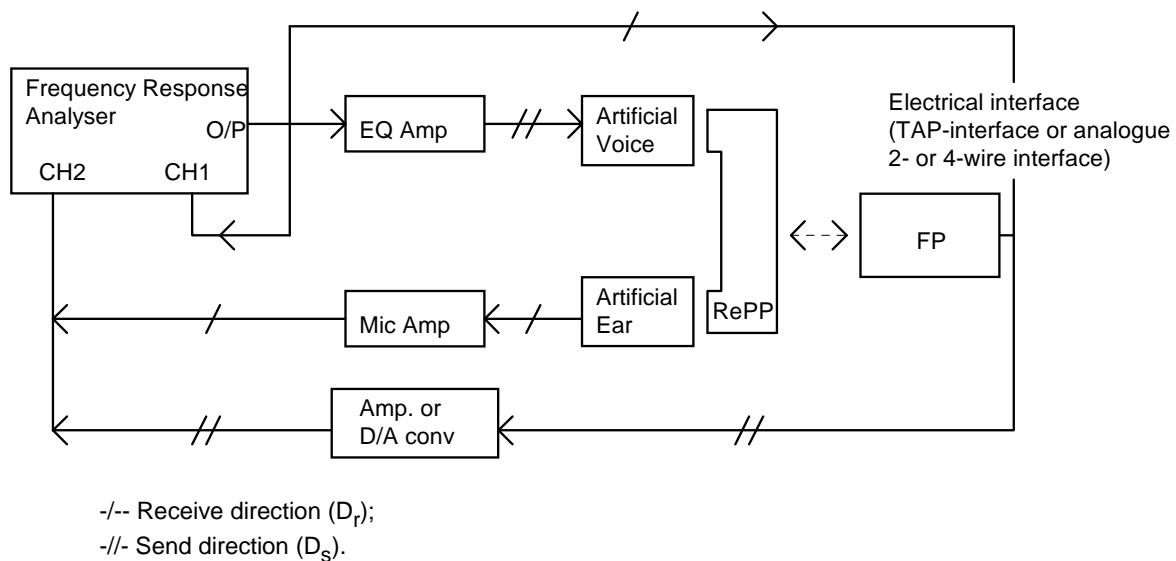 Frequency Response
Analyser
O/P
CH2
CH1
EQ Amp
Artificial
Voice
Electrical interface
(TAP-interface or analogue
2- or 4-wire interface)
FP
Mic Amp
Artificial
Ear
RePP
Amp. or
D/A conv
-/-- Receive direction (Dr);
-//- Send direction (Ds).